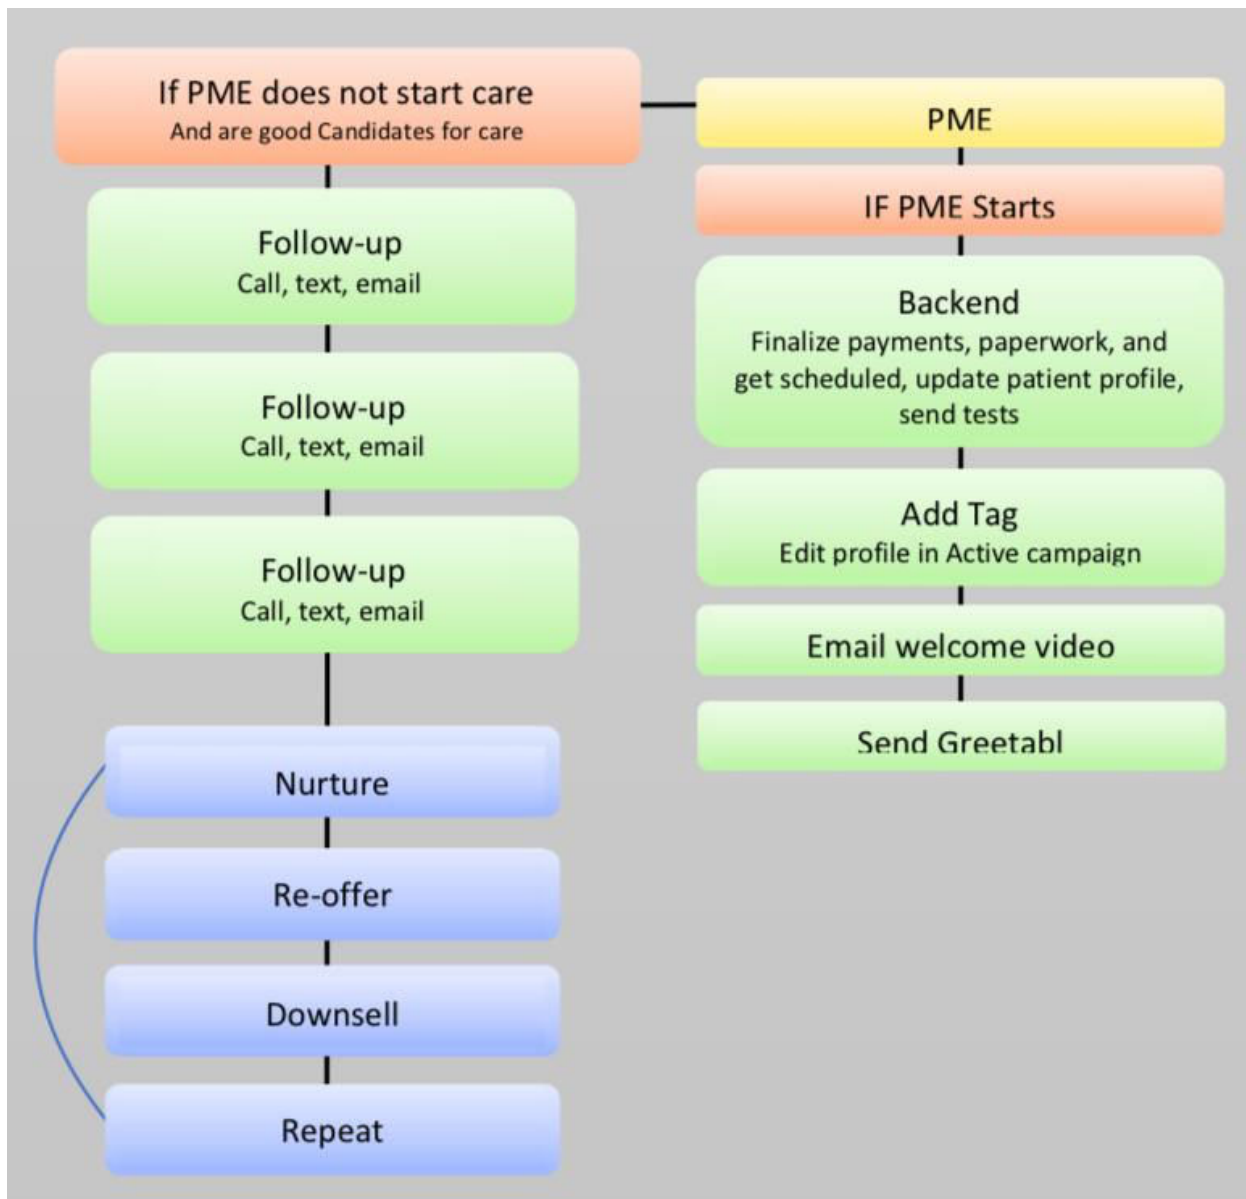 If PME does not start care
And are good Candidates for care
Follow-up
Call, text, email
Follow-up
Call, text, email
Follow-up
Call, text, email
Nurture
Re-offer
Downsell
Repeat
PME
IF PME Starts
Backend
Finalize payments, paperwork, and
get scheduled, update patient profile,
send tests
Add Tag
Edit profile in Active campaign
Email welcome video
Send Greetabl